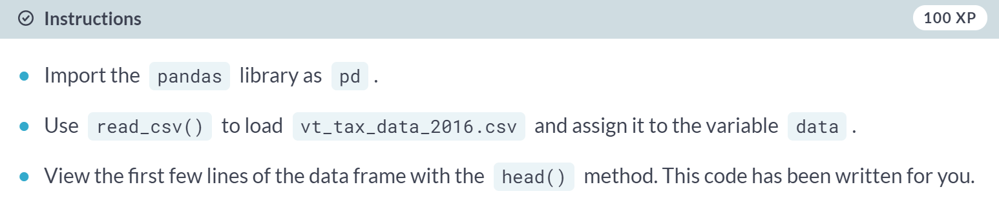 Instructions 100 XP
Import the pandas library as pd .
Use read_csv() to load vt_tax_data_2016.csv and assign it to the variable data .
View the first few lines of the data frame with the head() method. This code has been written for you.